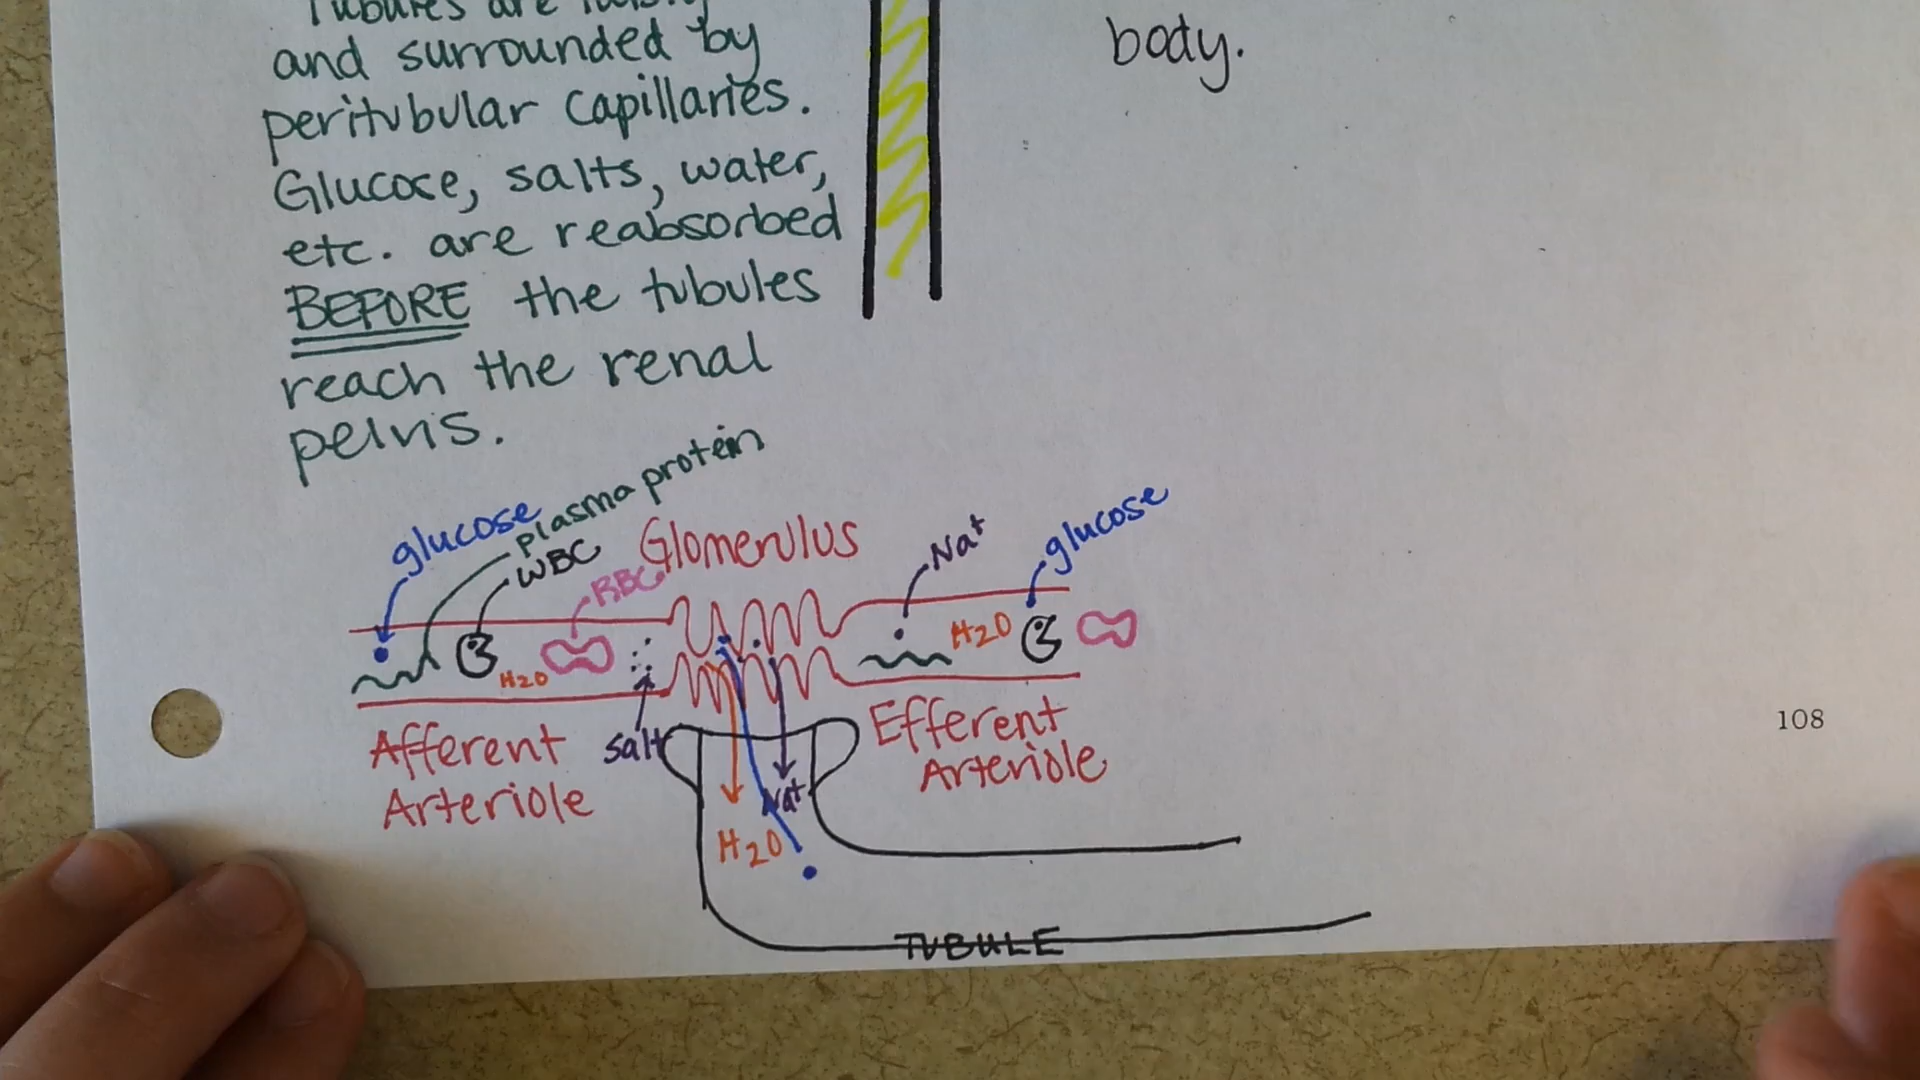 Tubules are
and surrounded by
peritubular capillaries.
Glucose, salts, water,
etc. are reabsorbed
BEFORE the tubules
reach the renal
pelvis.
body.
glucose
plasma protein
WBC
RBC
Glomerulus
Na+
glucose
H2O
H2O
Afferent
Arteriole
salt
Efferent
Arteriole
Na+
H2O
TUBULE
108